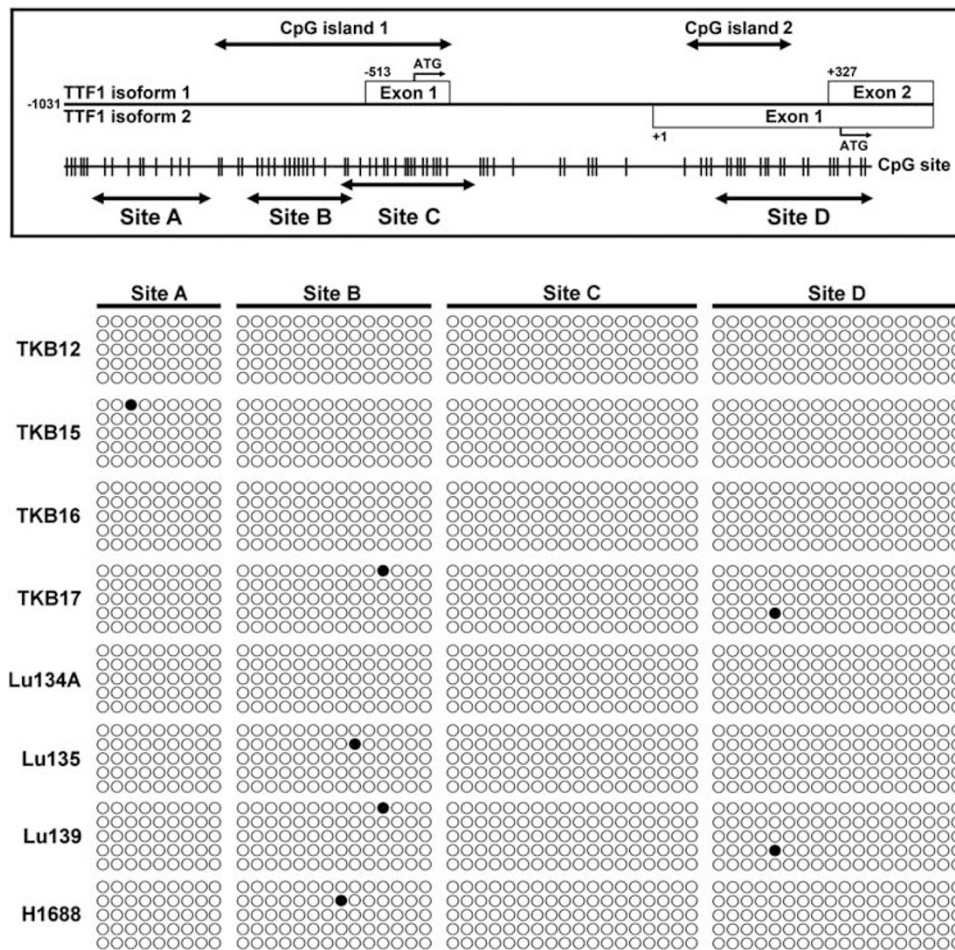 CpG island 1 CpG island 2
-513 ATG +327
-1031 TTF1 isoform 1 Exon 1 Exon 2
TTF1 isoform 2 Exon 1
+1 ATG
CpG site
Site A Site B Site C Site D
Site A Site B Site C Site D
TKB12
TKB15
TKB16
TKB17
Lu134A
Lu135
Lu139
H1688